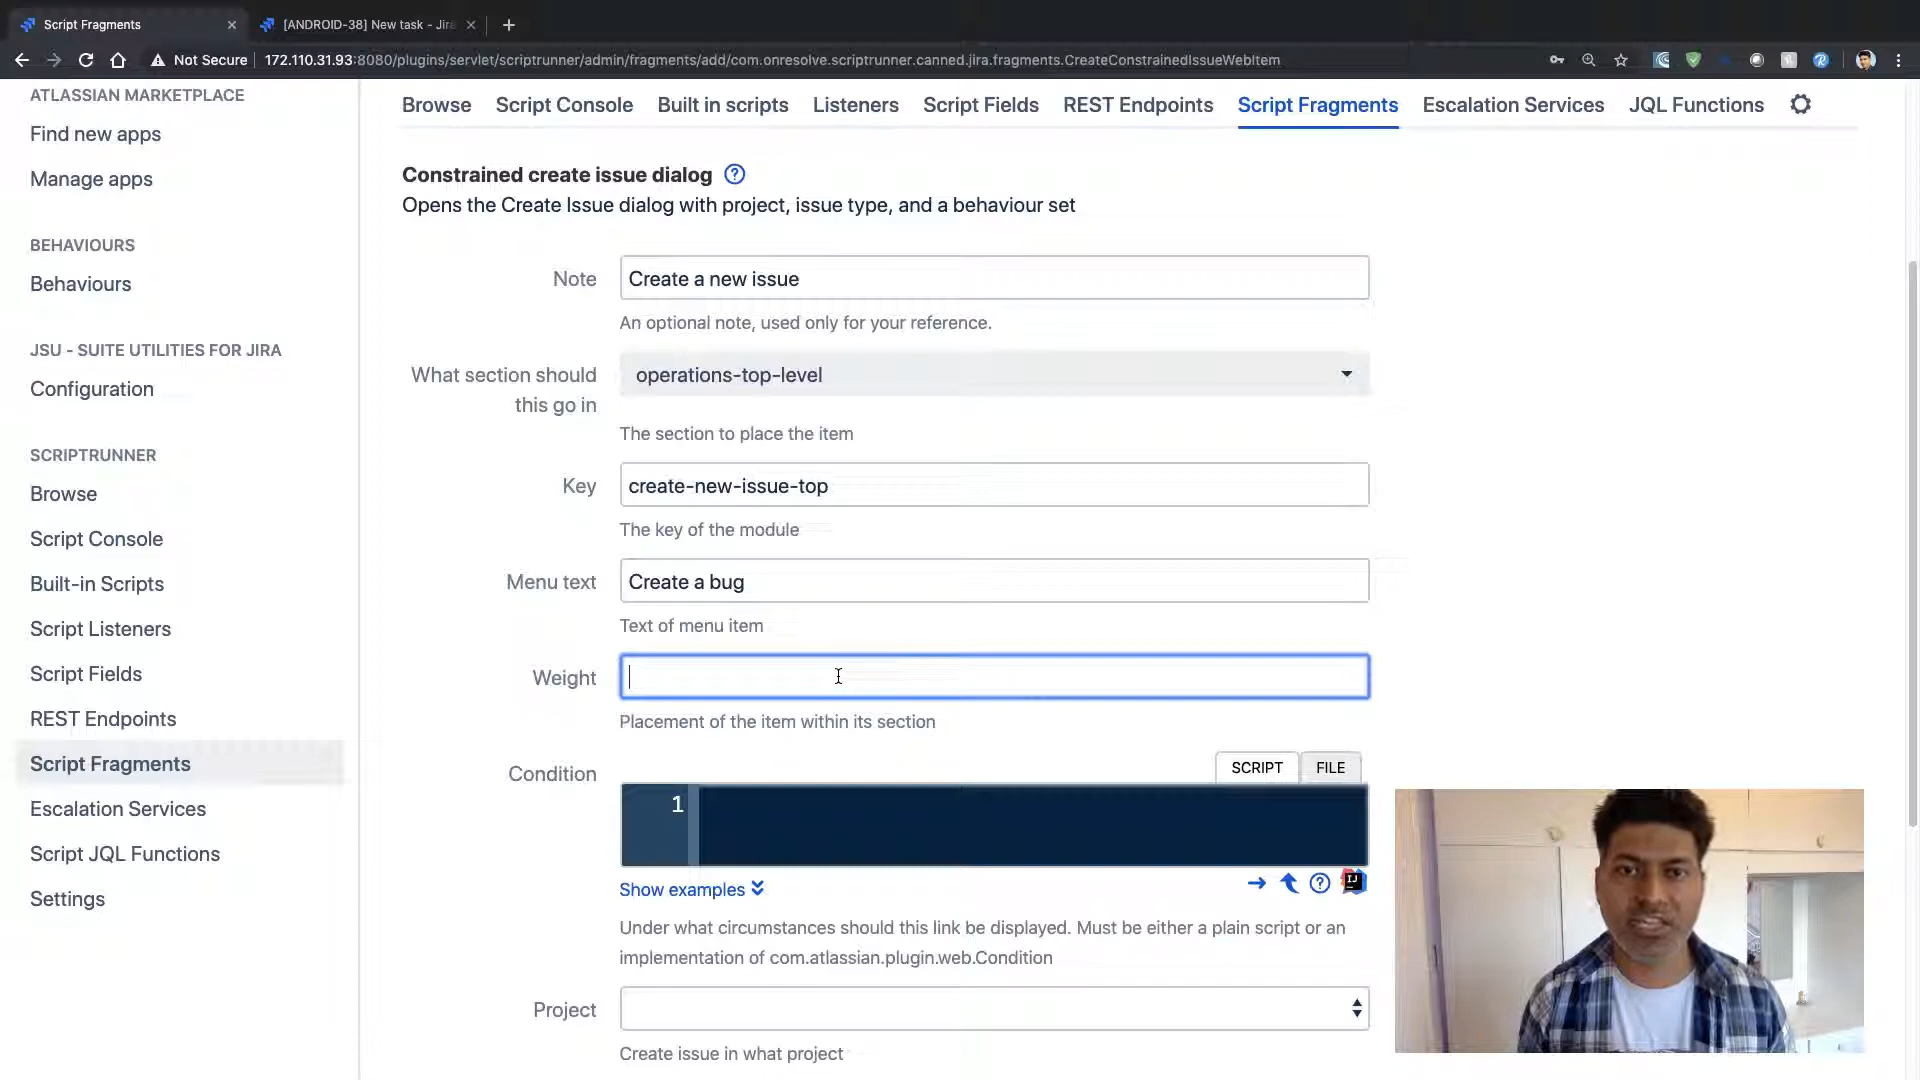 Script Fragments
[ANDROID-38] New task - Jira
Not Secure
172.110.31.93:8080/plugins/servlet/scriptrunner/admin/fragments/add/com.onresolve.scriptrunner.canned.jira.fragments.CreateConstrainedIssueWebItem
ATLASSIAN MARKETPLACE
Find new apps
Manage apps
BEHAVIOURS
Behaviours
JSU - SUITE UTILITIES FOR JIRA
Configuration
SCRIPTRUNNER
Browse
Script Console
Built-in Scripts
Script Listeners
Script Fields
REST Endpoints
Script Fragments
Escalation Services
Script JQL Functions
Settings
Browse Script Console Built in scripts Listeners Script Fields REST Endpoints Script Fragments Escalation Services JQL Functions
Constrained create issue dialog
Opens the Create Issue dialog with project, issue type, and a behaviour set
Note
Create a new issue
An optional note, used only for your reference.
What section should
this go in
operations-top-level
The section to place the item
Key
create-new-issue-top
The key of the module
Menu text
Create a bug
Text of menu item
Weight
Placement of the item within its section
Condition
SCRIPT
FILE
1
Show examples
IJ
Under what circumstances should this link be displayed. Must be either a plain script or an
implementation of com.atlassian.plugin.web.Condition
Project
Create issue in what project